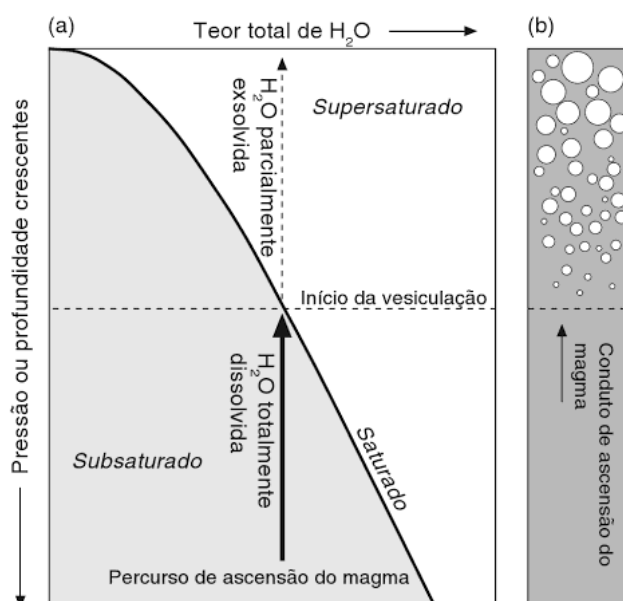 (a)
Teor total de H₂O
(b)
Pressão ou profundidade crescentes
H₂O parcialmente
exsolvida
Supersaturado
Início da vesiculação
H₂O totalmente
dissolvida
Subsaturado
Saturado
Percurso de ascensão do magma
Conduto de ascensão do
magma